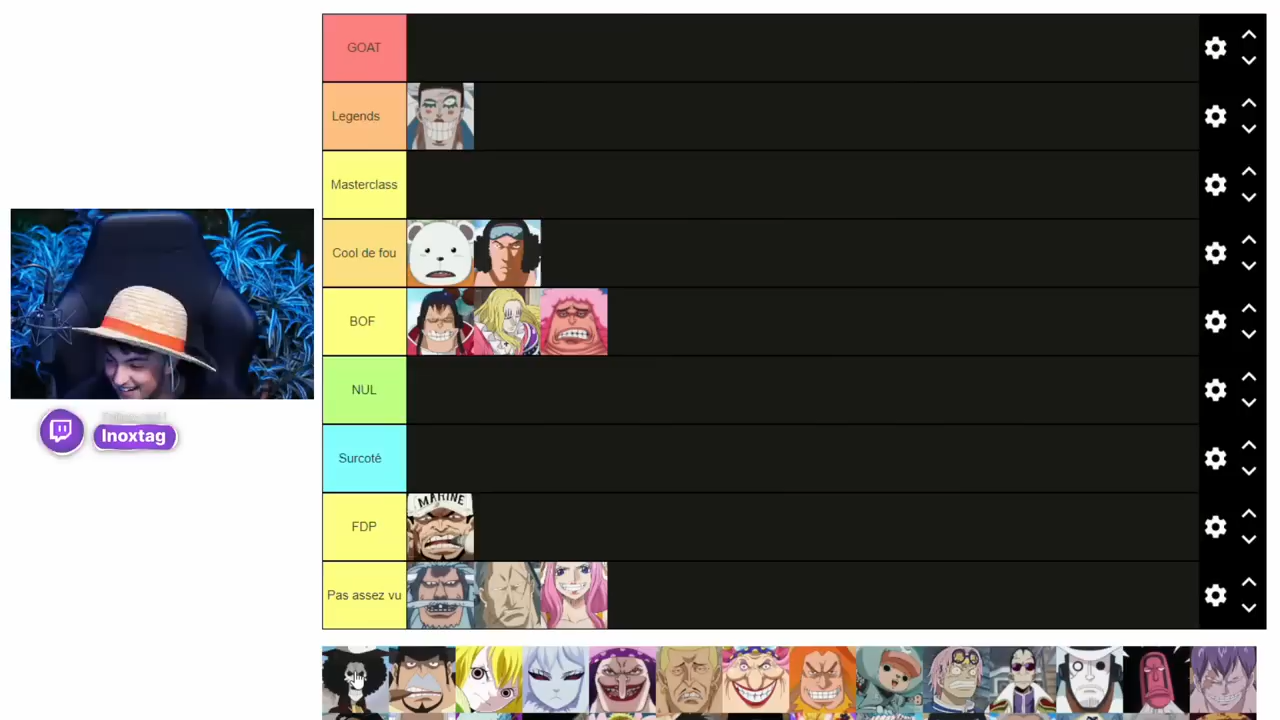 GOAT
Legends
Masterclass
Cool de fou
BOF
NUL
Surcoté
FDP
MARINE
Pas assez vu
Inoxtag